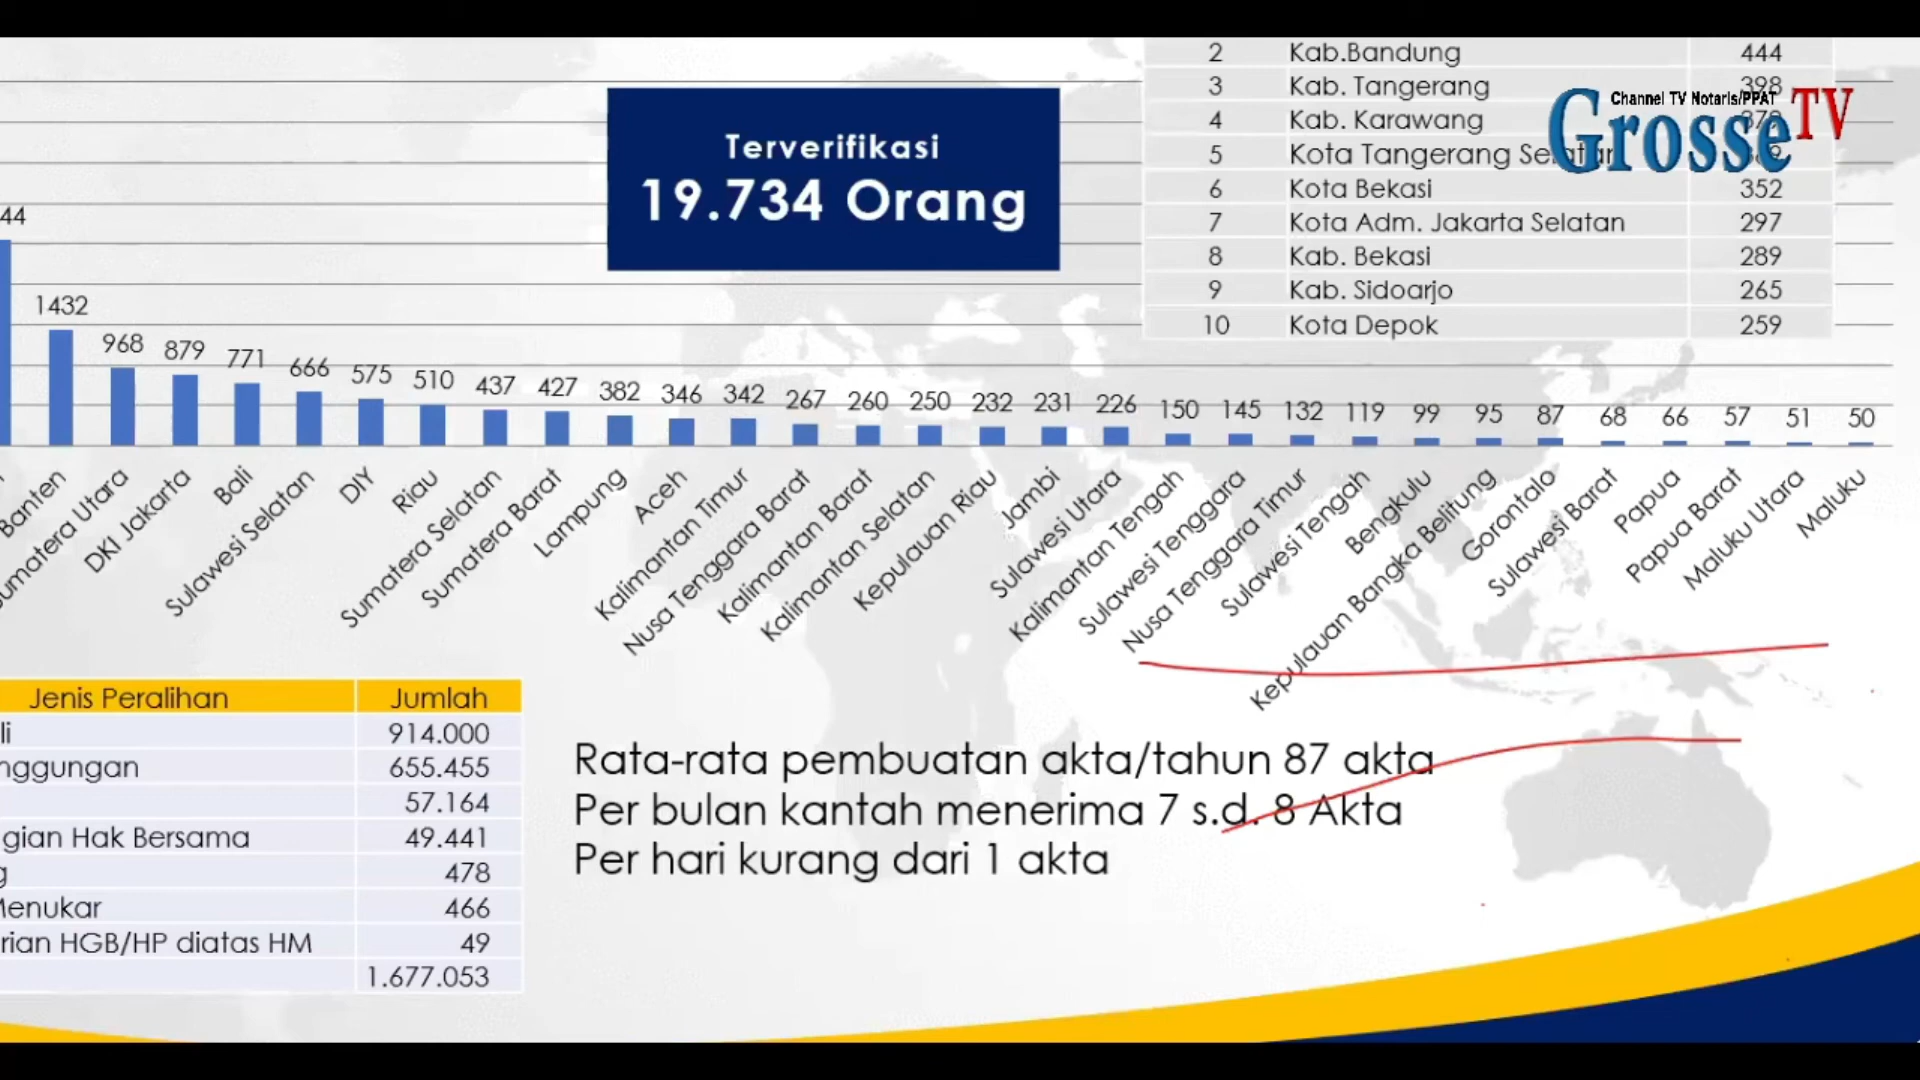 2 Kab.Bandung 444
3 Kab. Tangerang 398
4 Kab. Karawang
5 Kota Tangerang Selatan
6 Kota Bekasi 352
7 Kota Adm. Jakarta Selatan 297
8 Kab. Bekasi 289
9 Kab. Sidoarjo 265
10 Kota Depok 259
Channel TV Notaris/PPAT
Grosse TV
Terverifikasi
19.734 Orang
44
1432 968 879 771 666 575 510 437 427 382 346 342 267 260 250 232 231 226 150 145 132 119 99 95 87 68 66 57 51 50
Banten
Sumatera Utara
DKI Jakarta
Bali
Sulawesi Selatan
DIY
Riau
Sumatera Selatan
Sumatera Barat
Lampung
Aceh
Kalimantan Timur
Nusa Tenggara Barat
Kalimantan Barat
Kalimantan Selatan
Kepulauan Riau
Jambi
Sulawesi Utara
Kalimantan Tengah
Sulawesi Tenggara
Nusa Tenggara Timur
Sulawesi Tengah
Bengkulu
Kepulauan Bangka Belitung
Gorontalo
Sulawesi Barat
Papua
Papua Barat
Maluku Utara
Maluku
Jenis Peralihan Jumlah
li 914.000
nggungan 655.455
57.164
gian Hak Bersama 49.441
g 478
Menukar 466
rian HGB/HP diatas HM 49
1.677.053
Rata-rata pembuatan akta/tahun 87 akta
Per bulan kantah menerima 7 s.d. 8 Akta
Per hari kurang dari 1 akta